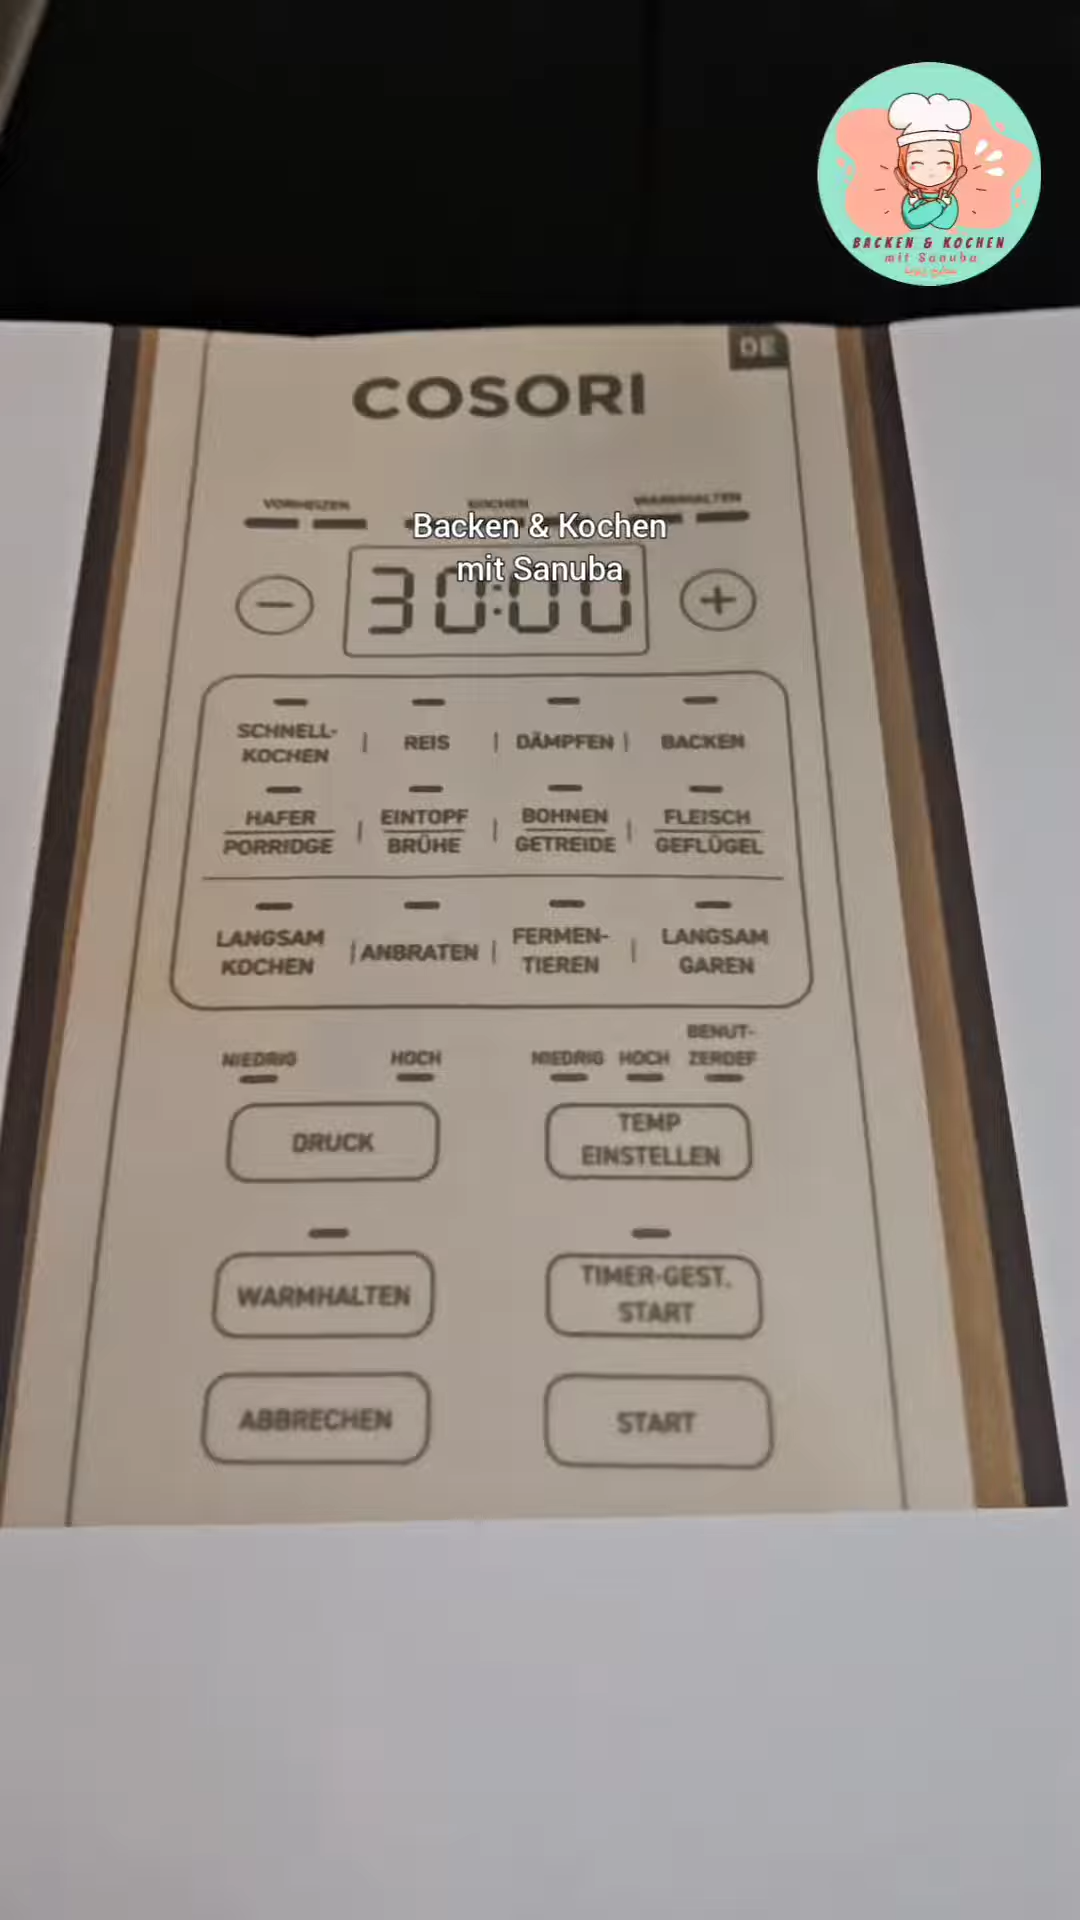 BACKEN & KOCHEN
mit Sanuba
DE
COSORI
VORHEIZEN KOCHEN WARMHALTEN
Backen & Kochen
mit Sanuba
− 30:00 +
SCHNELL-
KOCHEN | REIS | DÄMPFEN | BACKEN
HAFER EINTOPF BOHNEN FLEISCH
PORRIDGE | BRÜHE | GETREIDE | GEFLÜGEL
LANGSAM FERMEN- LANGSAM
KOCHEN | ANBRATEN | TIEREN | GAREN
BENUT-
NIEDRIG HOCH NIEDRIG HOCH ZERDEF
DRUCK
TEMP
EINSTELLEN
WARMHALTEN
TIMER-GEST.
START
ABBRECHEN START